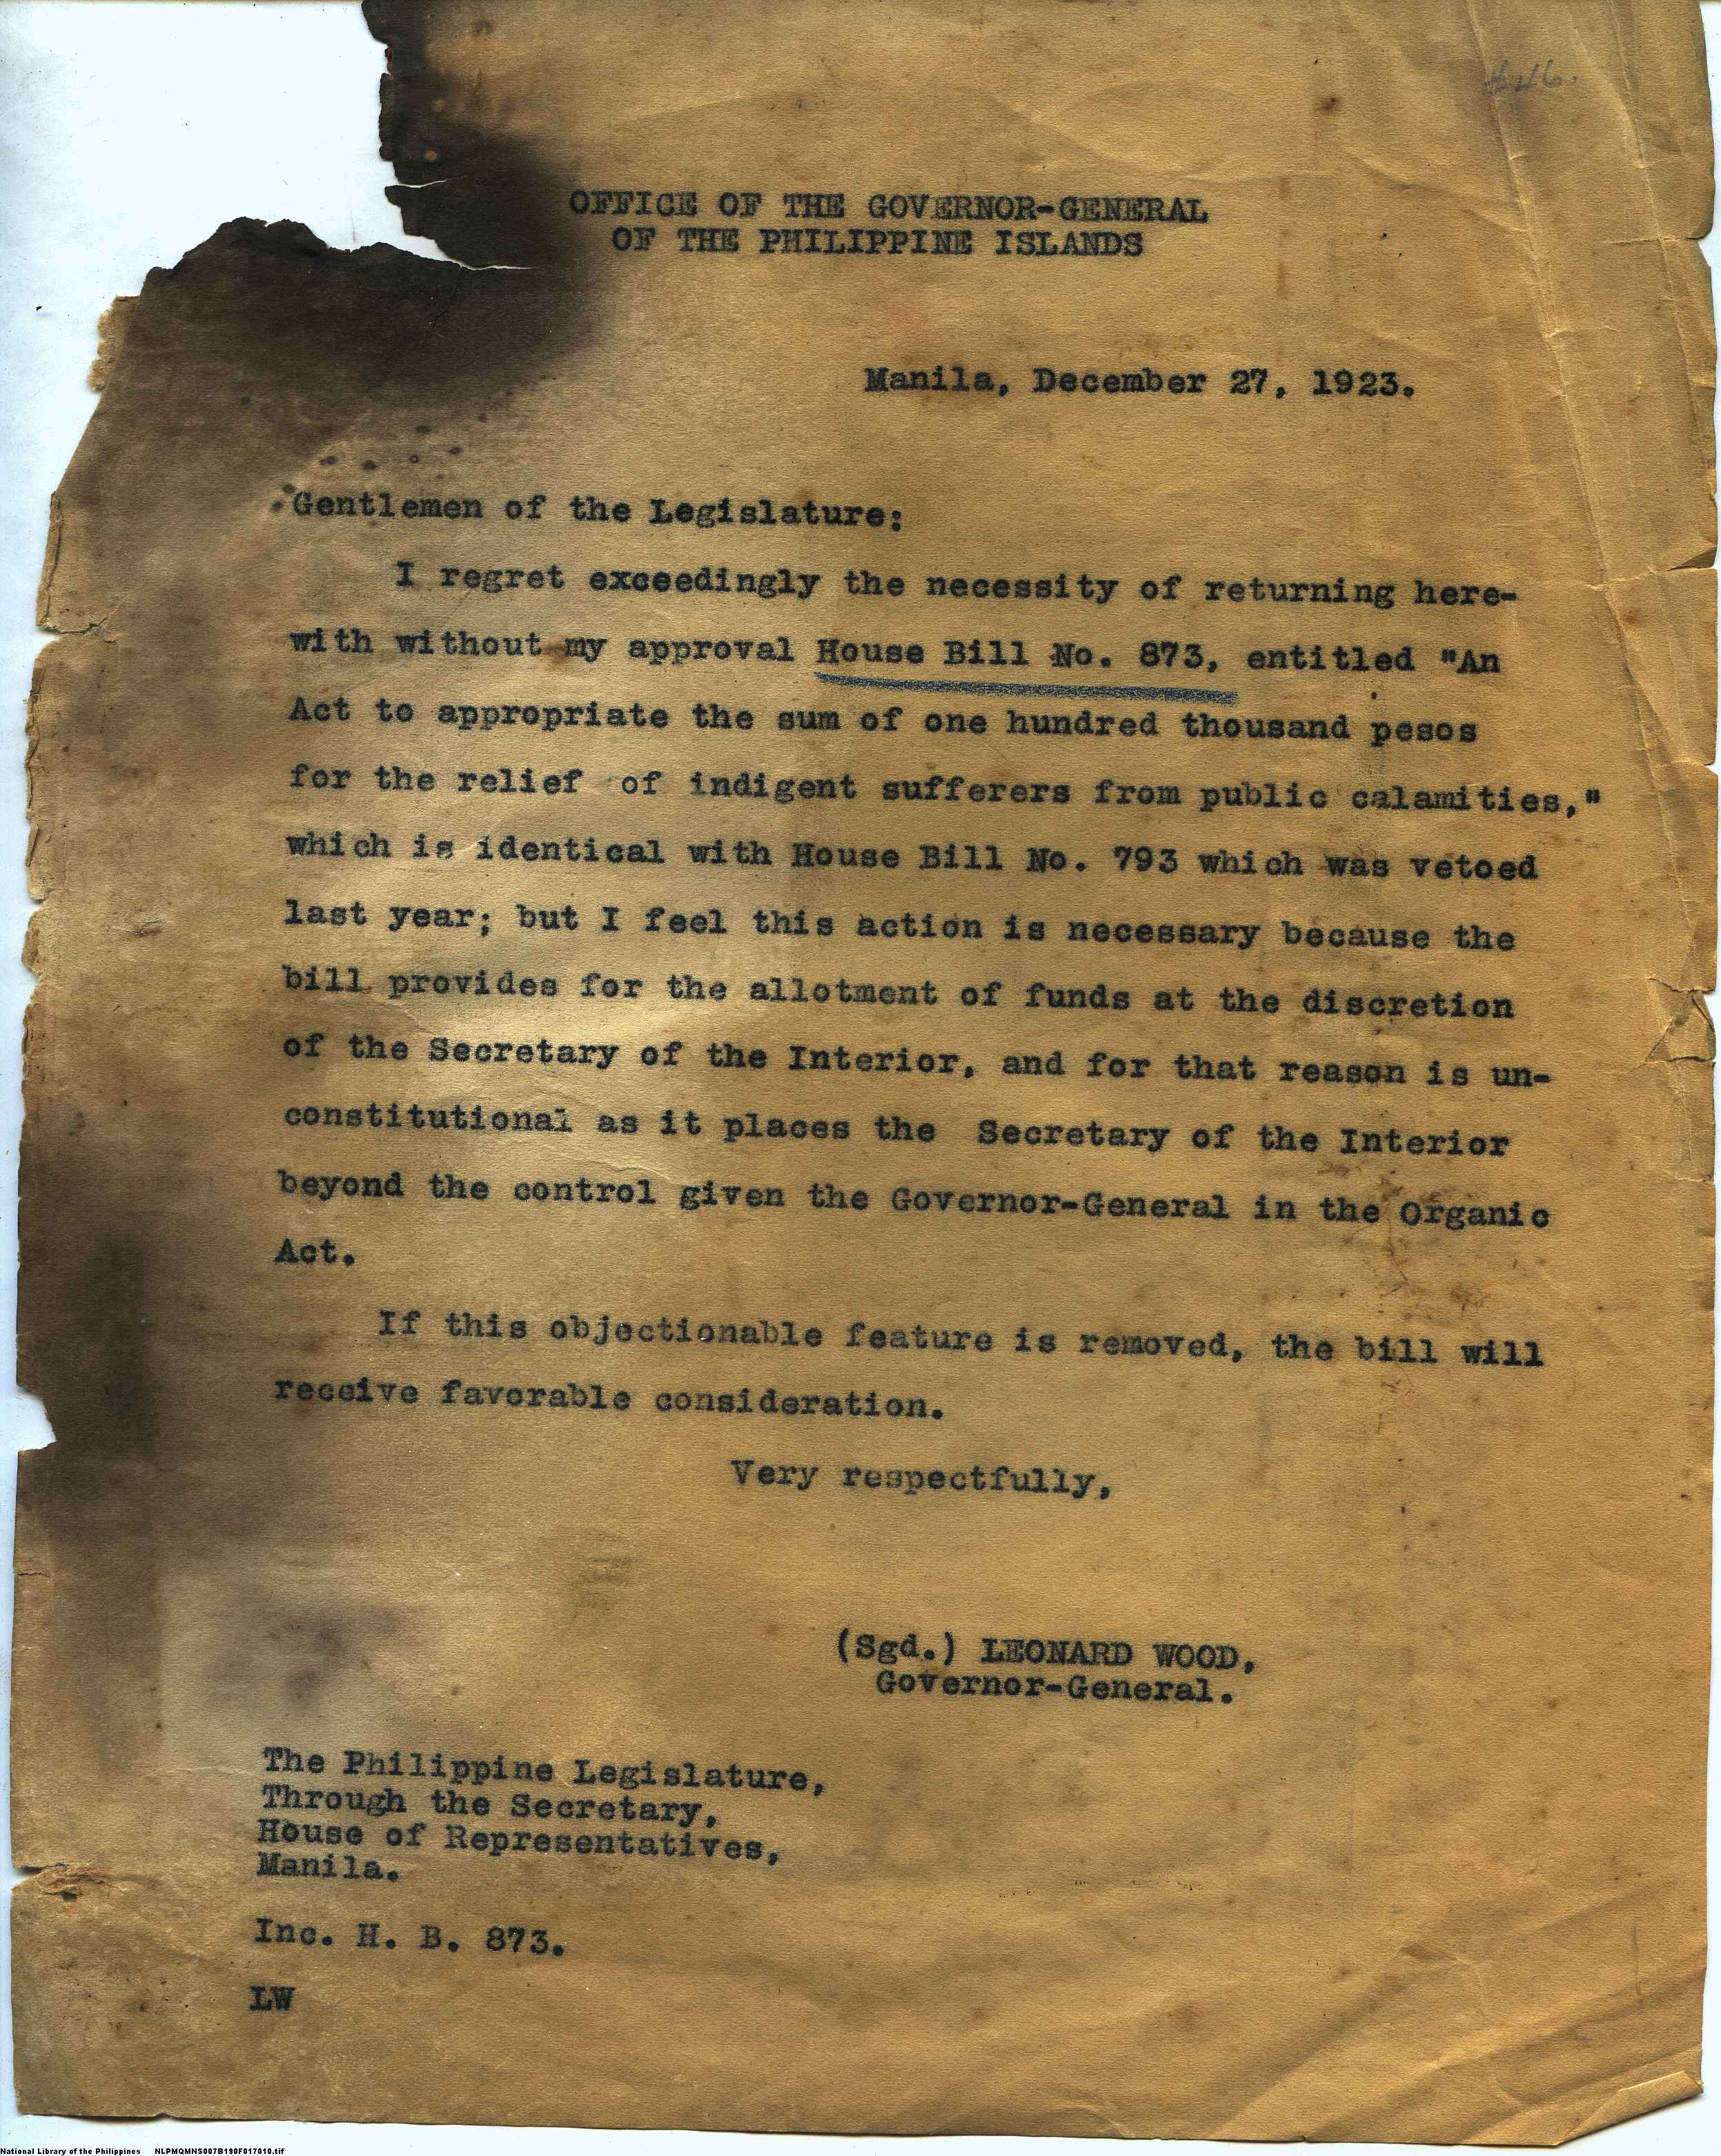 #46.
OFFICE OF THE GOVERNOR-GENERAL
OF THE PHILIPPINE ISLANDS
Manila, December 27, 1923.
Gentlemen of the Legislature:
I regret exceedingly the necessity of returning here-
with without my approval House Bill No. 873, entitled "An
Act to appropriate the sum of one hundred thousand pesos
for the relief of indigent sufferers from public calamities,"
which is identical with House Bill No. 793 which was vetoed
last year; but I feel this action is necessary because the
bill provides for the allotment of funds at the discretion
of the Secretary of the Interior, and for that reason is un-
constitutional as it places the Secretary of the Interior
beyond the control given the Governor-General in the Organic
Act.
If this objectionable feature is removed, the bill will
receive favorable consideration.
Very respectfully,
(Sgd.) LEONARD WOOD,
Governor-General.
The Philippine Legislature,
Through the Secretary,
House of Representatives,
Manila.
Inc. H. B. 873.
LW
National Library of the Philippines NLPMQMNS007B190F017010.tif